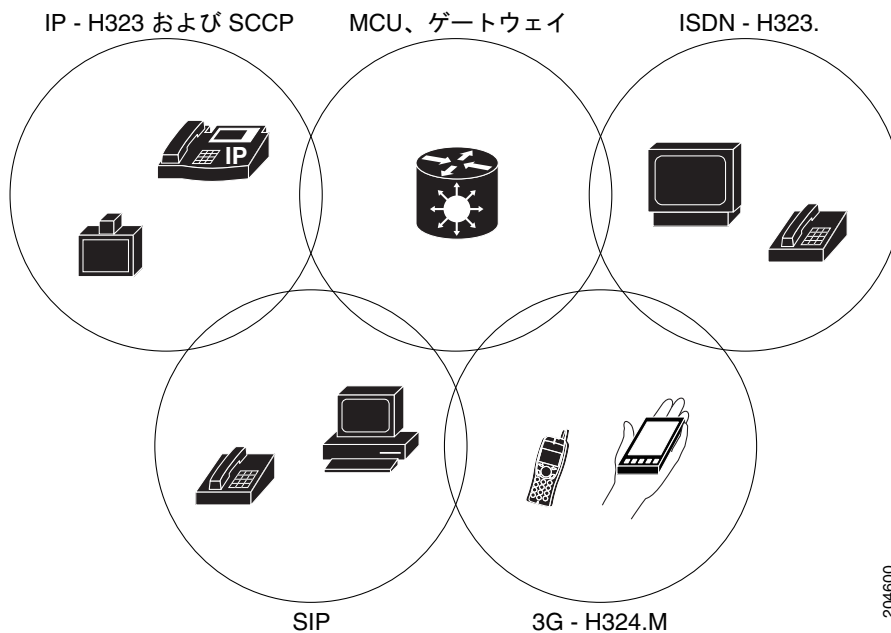 IP - H323 および SCCP
MCU、ゲートウェイ
ISDN - H323.
IP
SIP
3G - H324.M
204600